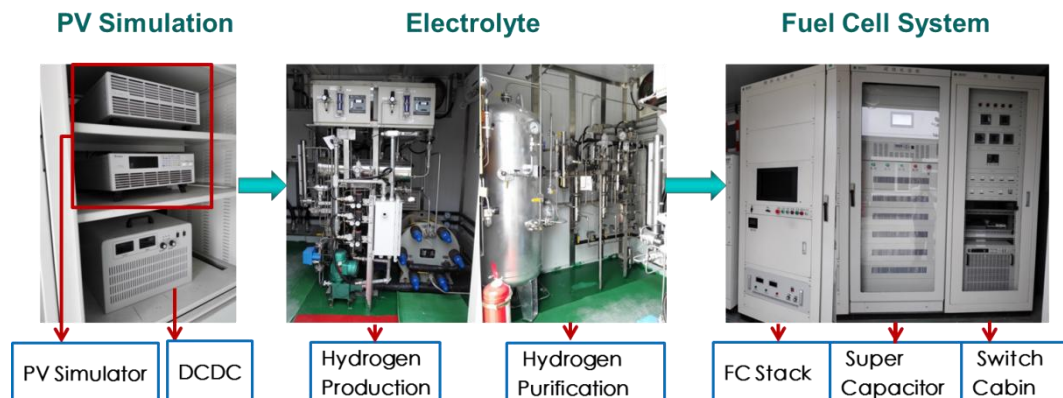 PV Simulation
Electrolyte
Fuel Cell System
PV Simulator
DCDC
Hydrogen
Production
Hydrogen
Purification
FC Stack
Super
Capacitor
Switch
Cabin